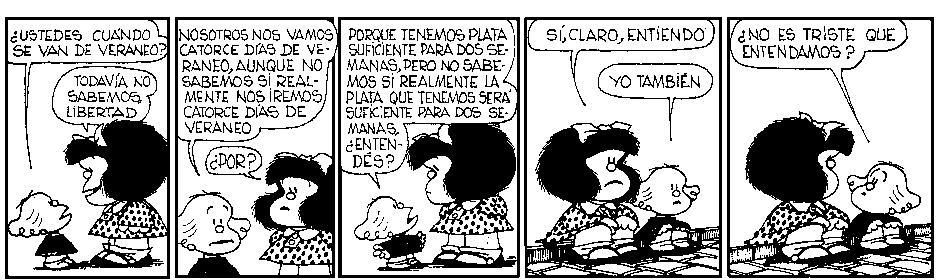 ¿USTEDES CUÁNDO
SE VAN DE VERANEO?
TODAVÍA NO
SABEMOS,
LIBERTAD
NOSOTROS NOS VAMOS
CATORCE DÍAS DE VE-
RANEO, AUNQUE NO
SABEMOS SÍ REAL-
MENTE NOS IREMOS
CATORCE DÍAS DE
VERANEO
¿POR?
PORQUE TENEMOS PLATA
SUFICIENTE PARA DOS SE-
MANAS, PERO NO SABE-
MOS SÍ REALMENTE LA
PLATA QUE TENEMOS SERÁ
SUFICIENTE PARA DOS SE-
MANAS.
¿ENTEN-
DÉS?
SÍ, CLARO, ENTIENDO
YO TAMBIÉN
¿NO ES TRISTE QUE
ENTENDAMOS?